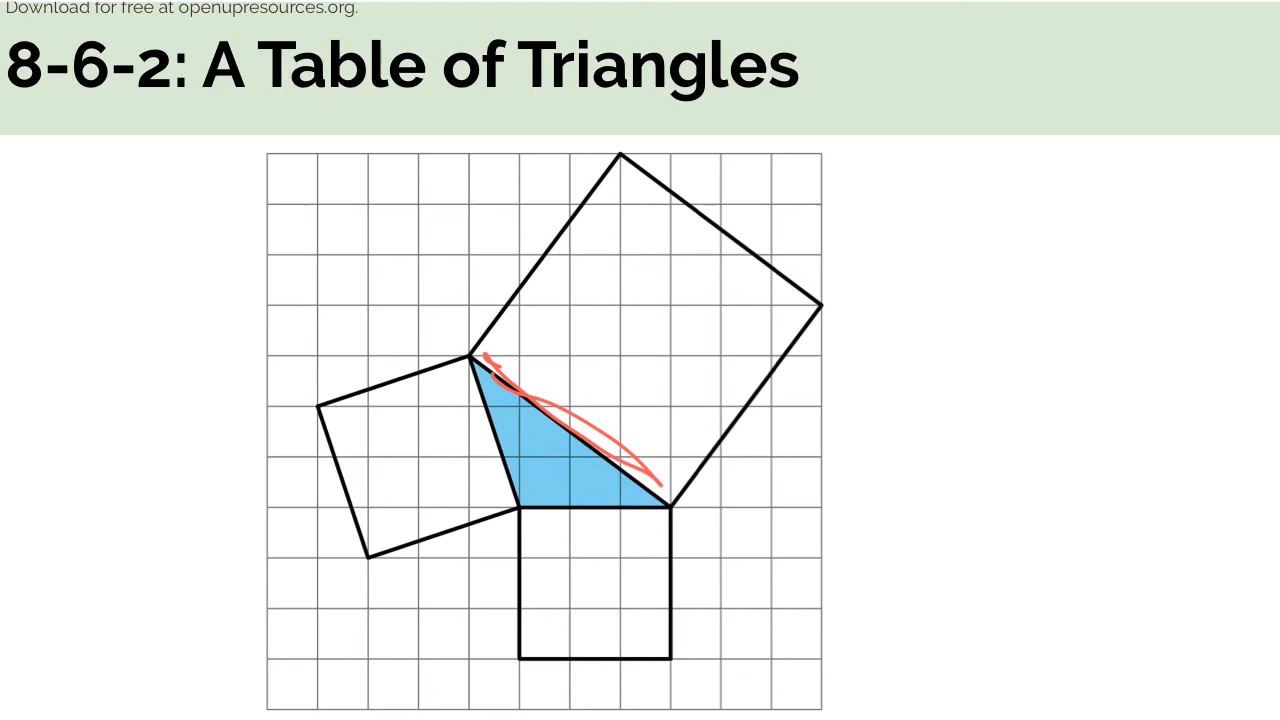 Download for free at openupresources.org.
8-6-2: A Table of Triangles